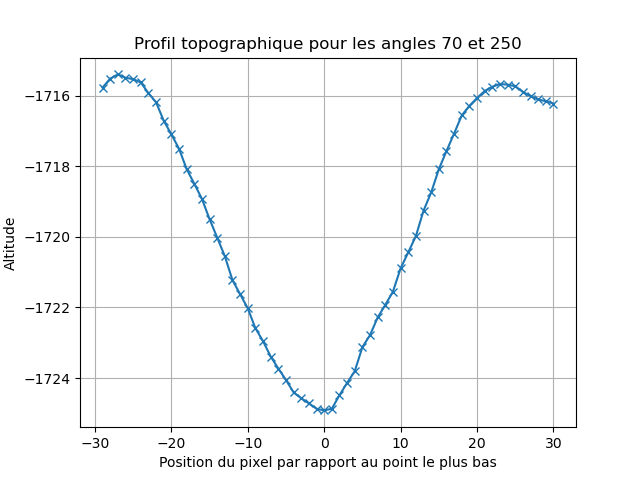 Profil topographique pour les angles 70 et 250
Altitude
−1716
−1718
−1720
−1722
−1724
−30 −20 −10 0 10 20 30
Position du pixel par rapport au point le plus bas